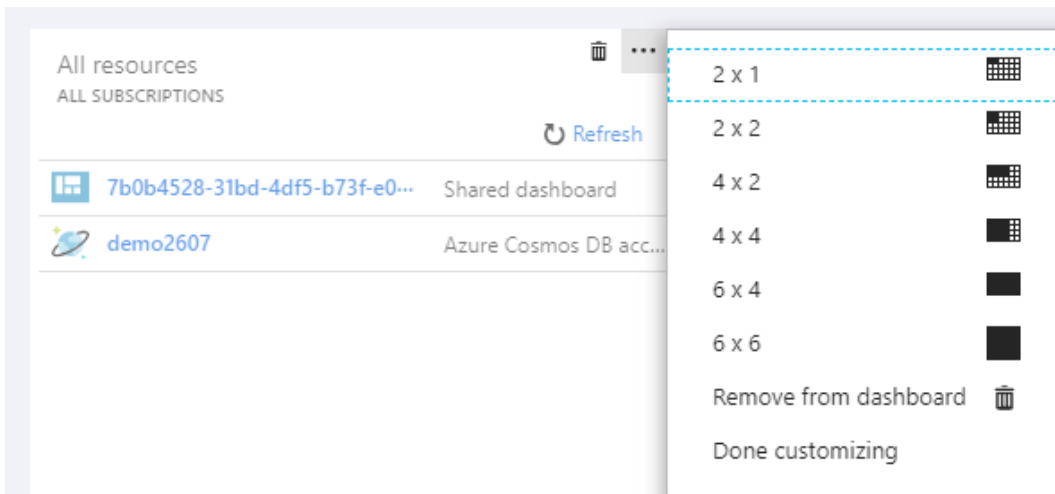 All resources
ALL SUBSCRIPTIONS
Refresh
7b0b4528-31bd-4df5-b73f-e0··· Shared dashboard
demo2607 Azure Cosmos DB acc...
2 x 1
2 x 2
4 x 2
4 x 4
6 x 4
6 x 6
Remove from dashboard
Done customizing